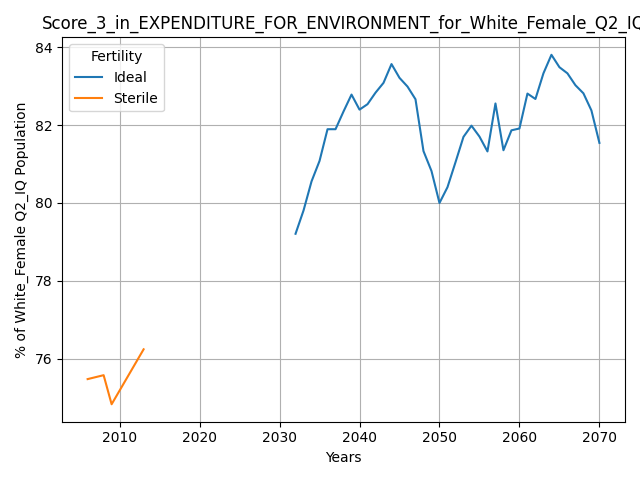 Score_3_in_EXPENDITURE_FOR_ENVIRONMENT_for_White_Female_Q2_IQ
Fertility
Ideal
Sterile
% of White_Female Q2_IQ Population
84
82
80
78
76
2010 2020 2030 2040 2050 2060 2070
Years